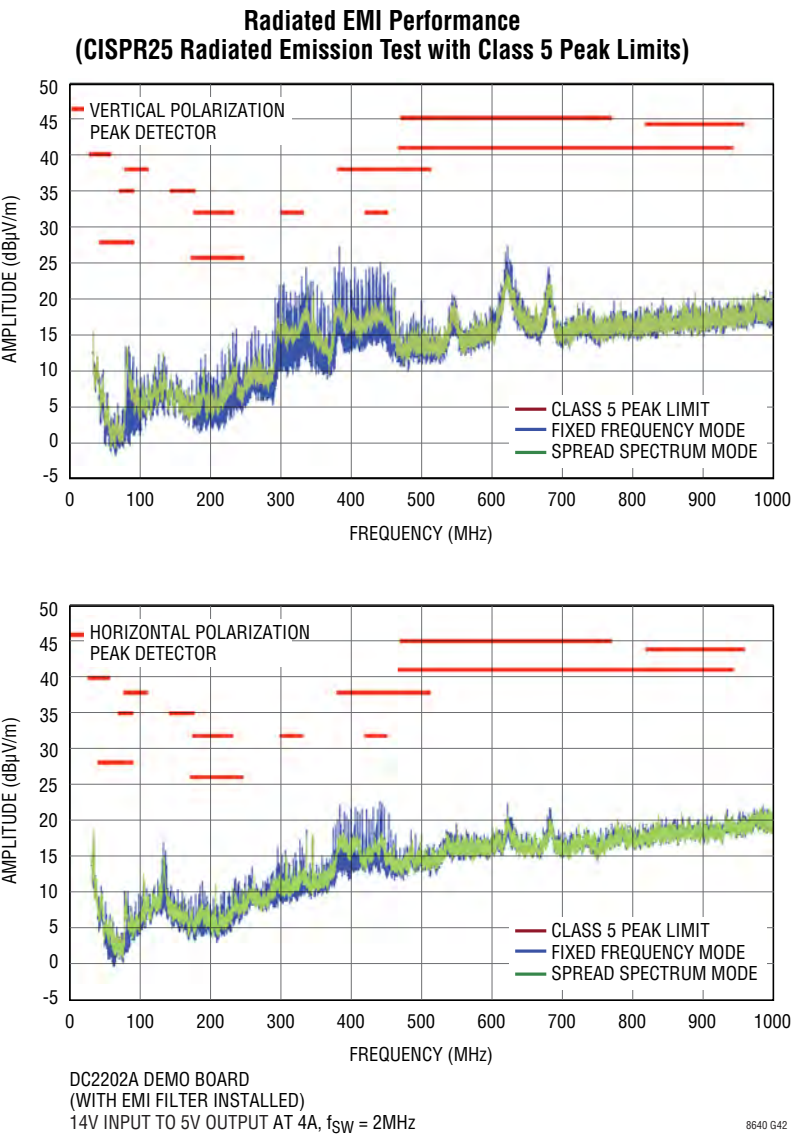 Radiated EMI Performance
(CISPR25 Radiated Emission Test with Class 5 Peak Limits)
50
45
40
35
30
25
20
15
10
5
0
-5
AMPLITUDE (dBµV/m)
VERTICAL POLARIZATION
PEAK DETECTOR
CLASS 5 PEAK LIMIT
FIXED FREQUENCY MODE
SPREAD SPECTRUM MODE
0 100 200 300 400 500 600 700 800 900 1000
FREQUENCY (MHz)
50
45
40
35
30
25
20
15
10
5
0
-5
AMPLITUDE (dBµV/m)
HORIZONTAL POLARIZATION
PEAK DETECTOR
CLASS 5 PEAK LIMIT
FIXED FREQUENCY MODE
SPREAD SPECTRUM MODE
0 100 200 300 400 500 600 700 800 900 1000
FREQUENCY (MHz)
DC2202A DEMO BOARD
(WITH EMI FILTER INSTALLED)
14V INPUT TO 5V OUTPUT AT 4A, fSW = 2MHz
8640 G42